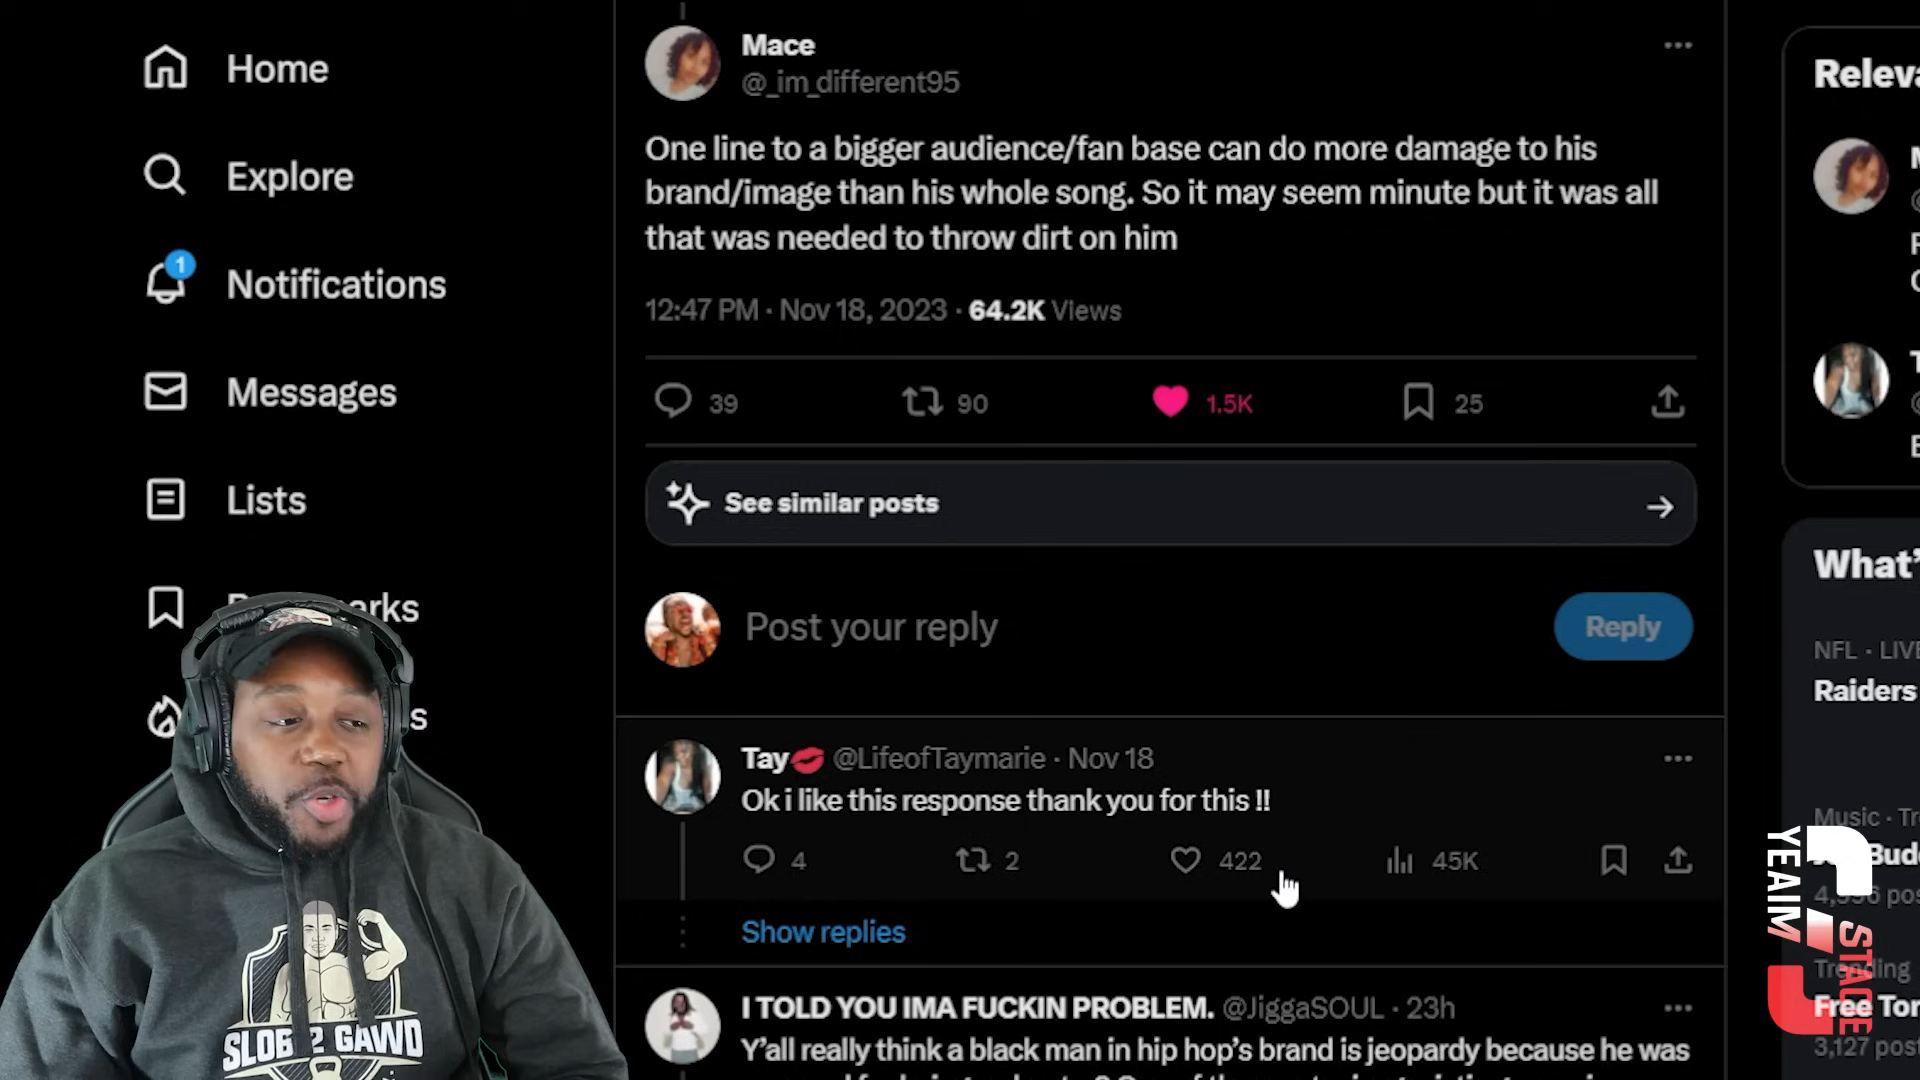 Home
Explore
1
Notifications
Messages
Lists
Mace
@_im_different95
One line to a bigger audience/fan base can do more damage to his
brand/image than his whole song. So it may seem minute but it was all
that was needed to throw dirt on him
12:47 PM · Nov 18, 2023 · 64.2K Views
39 90 1.5K 25
See similar posts
Post your reply
Reply
Tay💋 @LifeofTaymarie · Nov 18
Ok i like this response thank you for this !!
4 2 422 45K
Show replies
I TOLD YOU IMA FUCKIN PROBLEM. @JiggaSOUL · 23h
Y'all really think a black man in hip hop's brand is jeopardy because he was
SLOB 2 GAWD
What'
NFL · LIVE
Raiders
Music ·
Trending
Free
3,127
YEAIM
STAGE